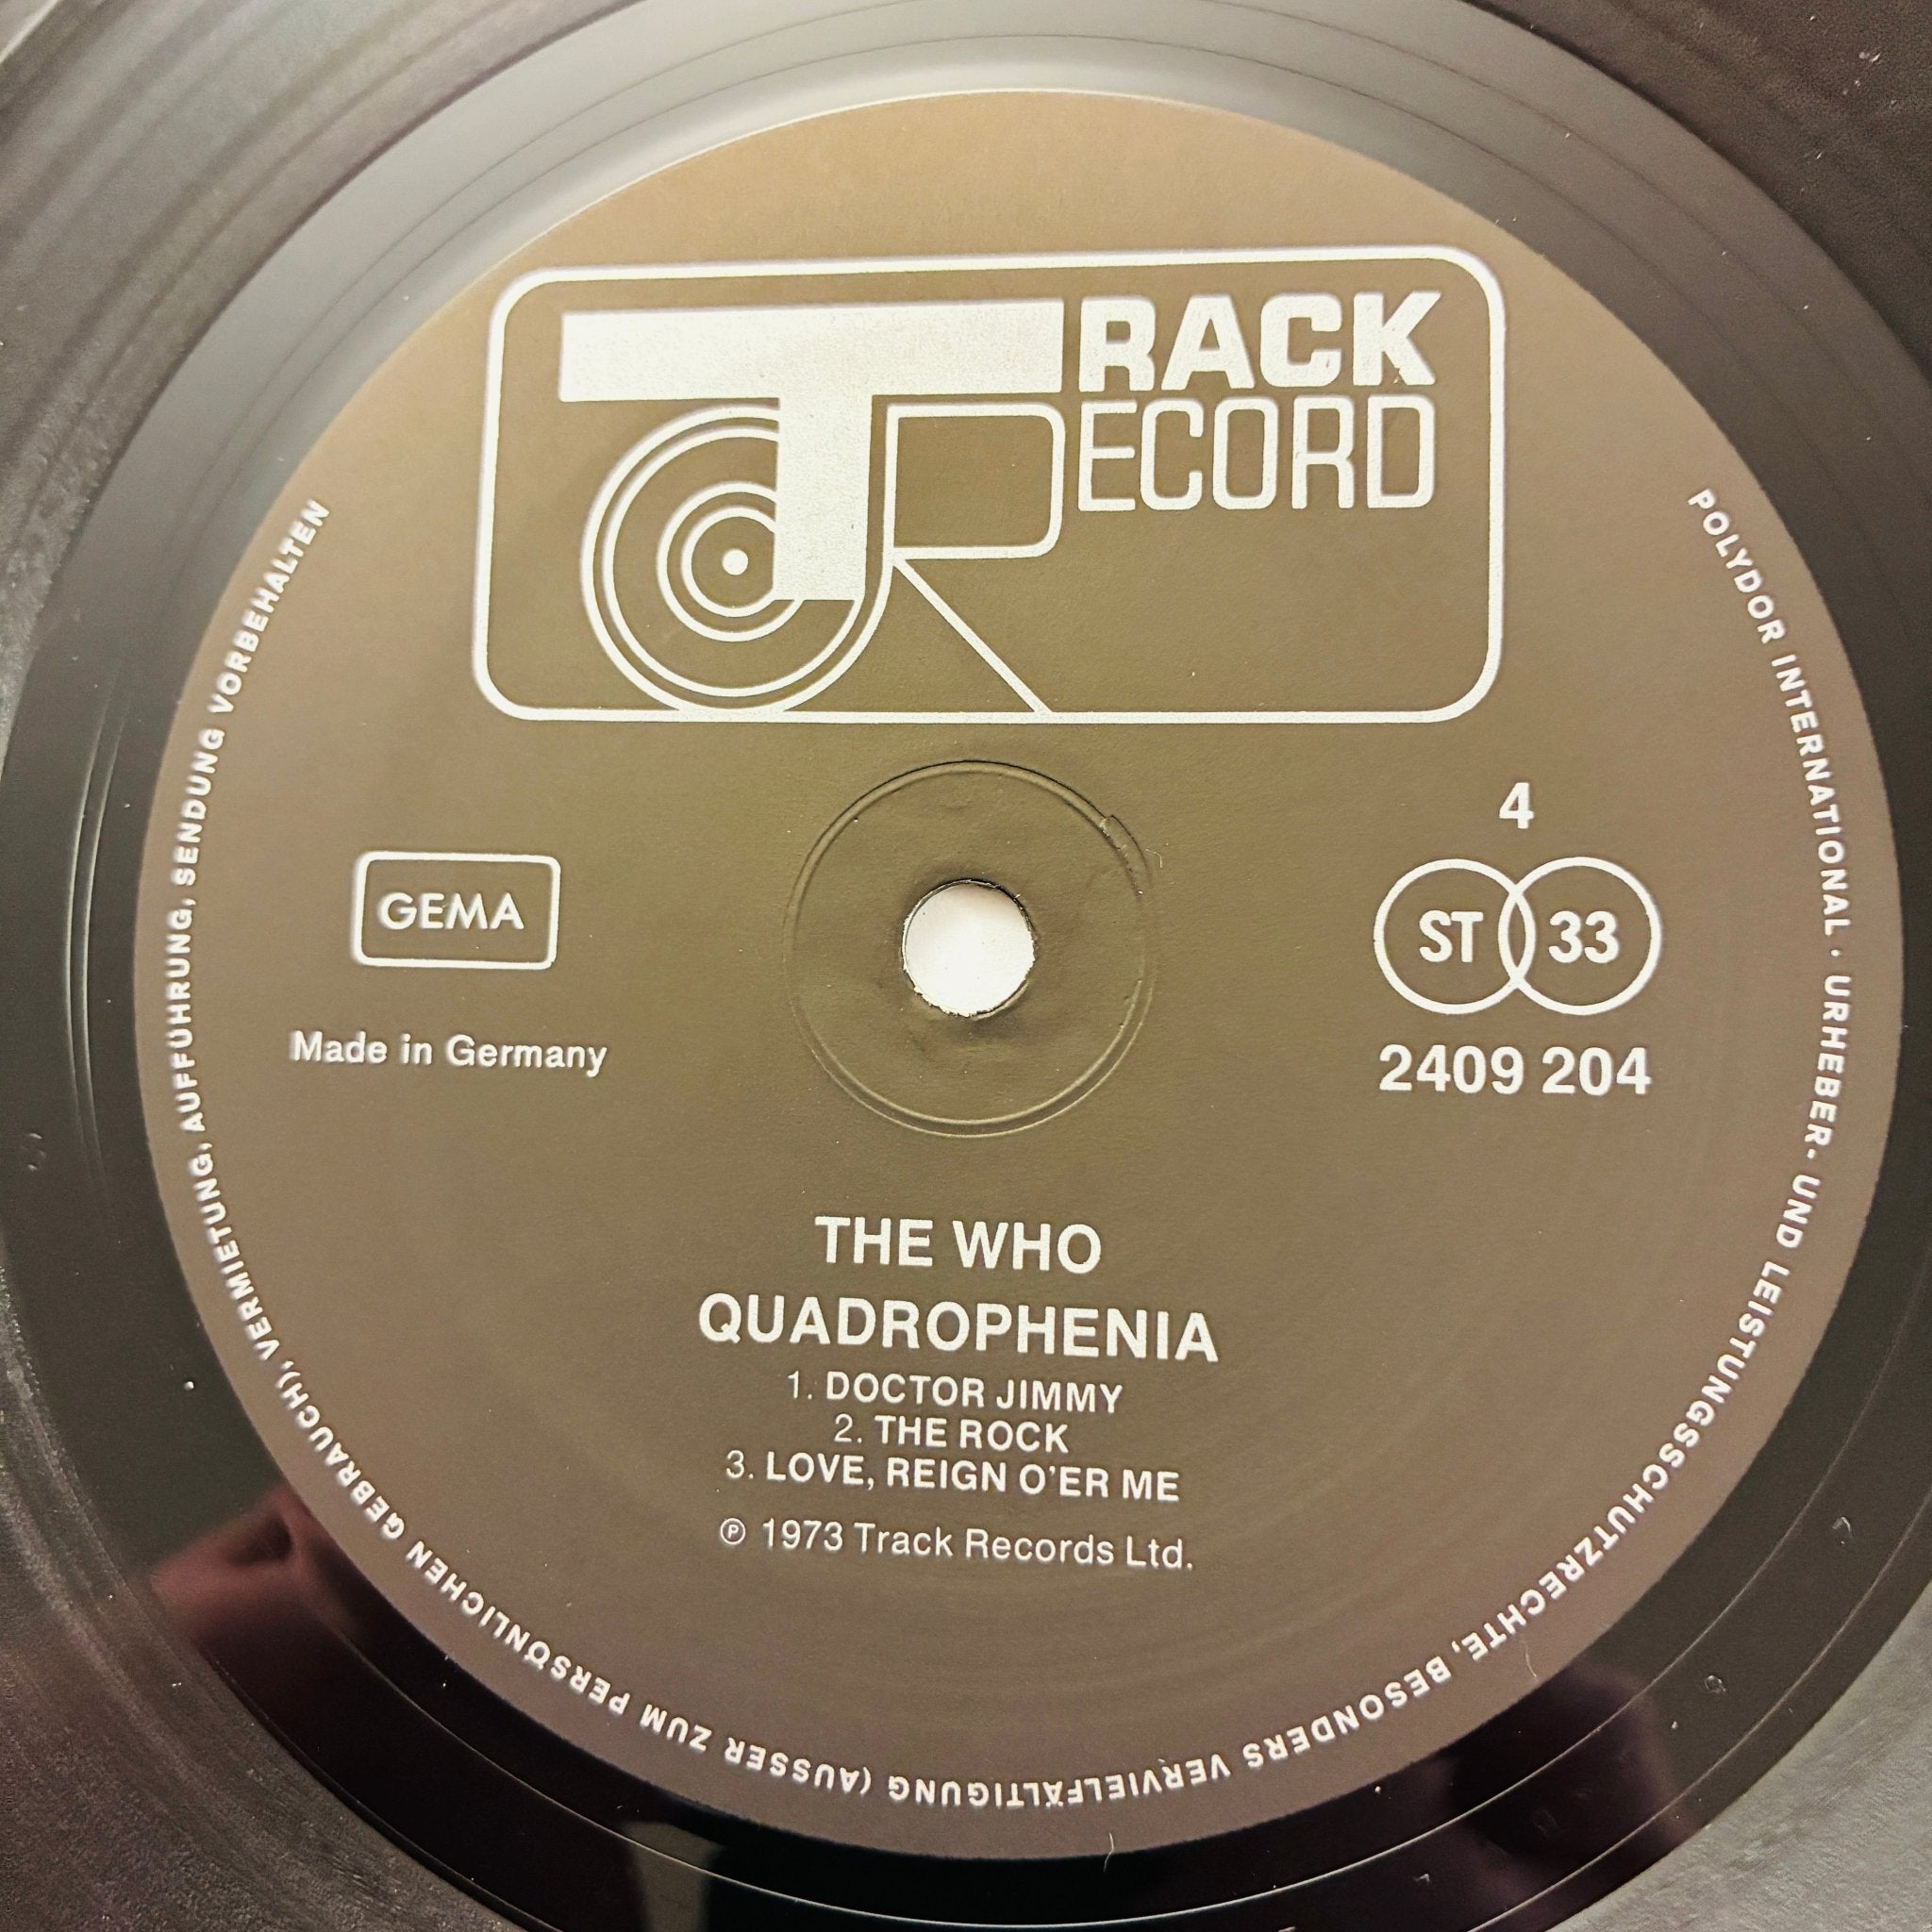 TRACK
RECORD
4
GEMA
ST 33
Made in Germany
2409 204
THE WHO
QUADROPHENIA
1. DOCTOR JIMMY
2. THE ROCK
3. LOVE, REIGN O'ER ME
℗ 1973 Track Records Ltd.
POLYDOR INTERNATIONAL · URHEBER- UND LEISTUNGSSCHUTZRECHTE, BESONDERS VERVIELFÄLTIGUNG (AUSSER ZUM PERSÖNLICHEN GEBRAUCH), VERMIETUNG, AUFFÜHRUNG, SENDUNG VORBEHALTEN